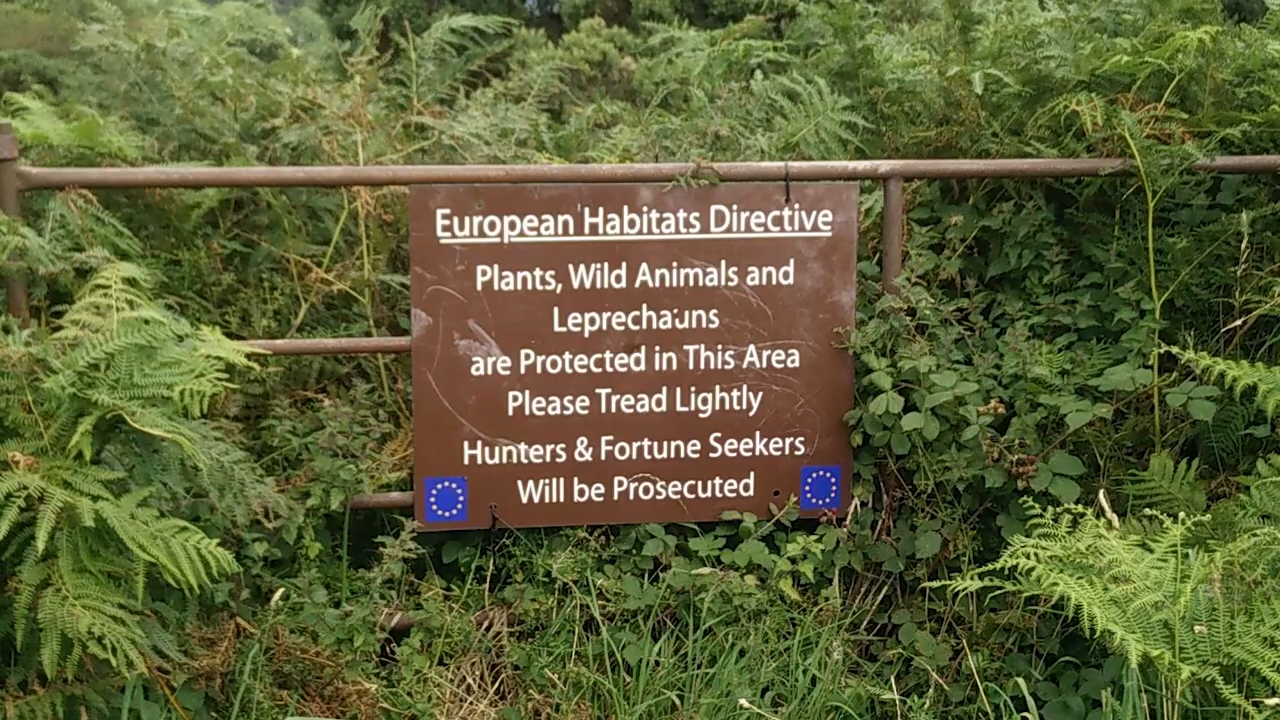 European Habitats Directive
Plants, Wild Animals and
Leprechauns
are Protected in This Area
Please Tread Lightly
Hunters & Fortune Seekers
Will be Prosecuted